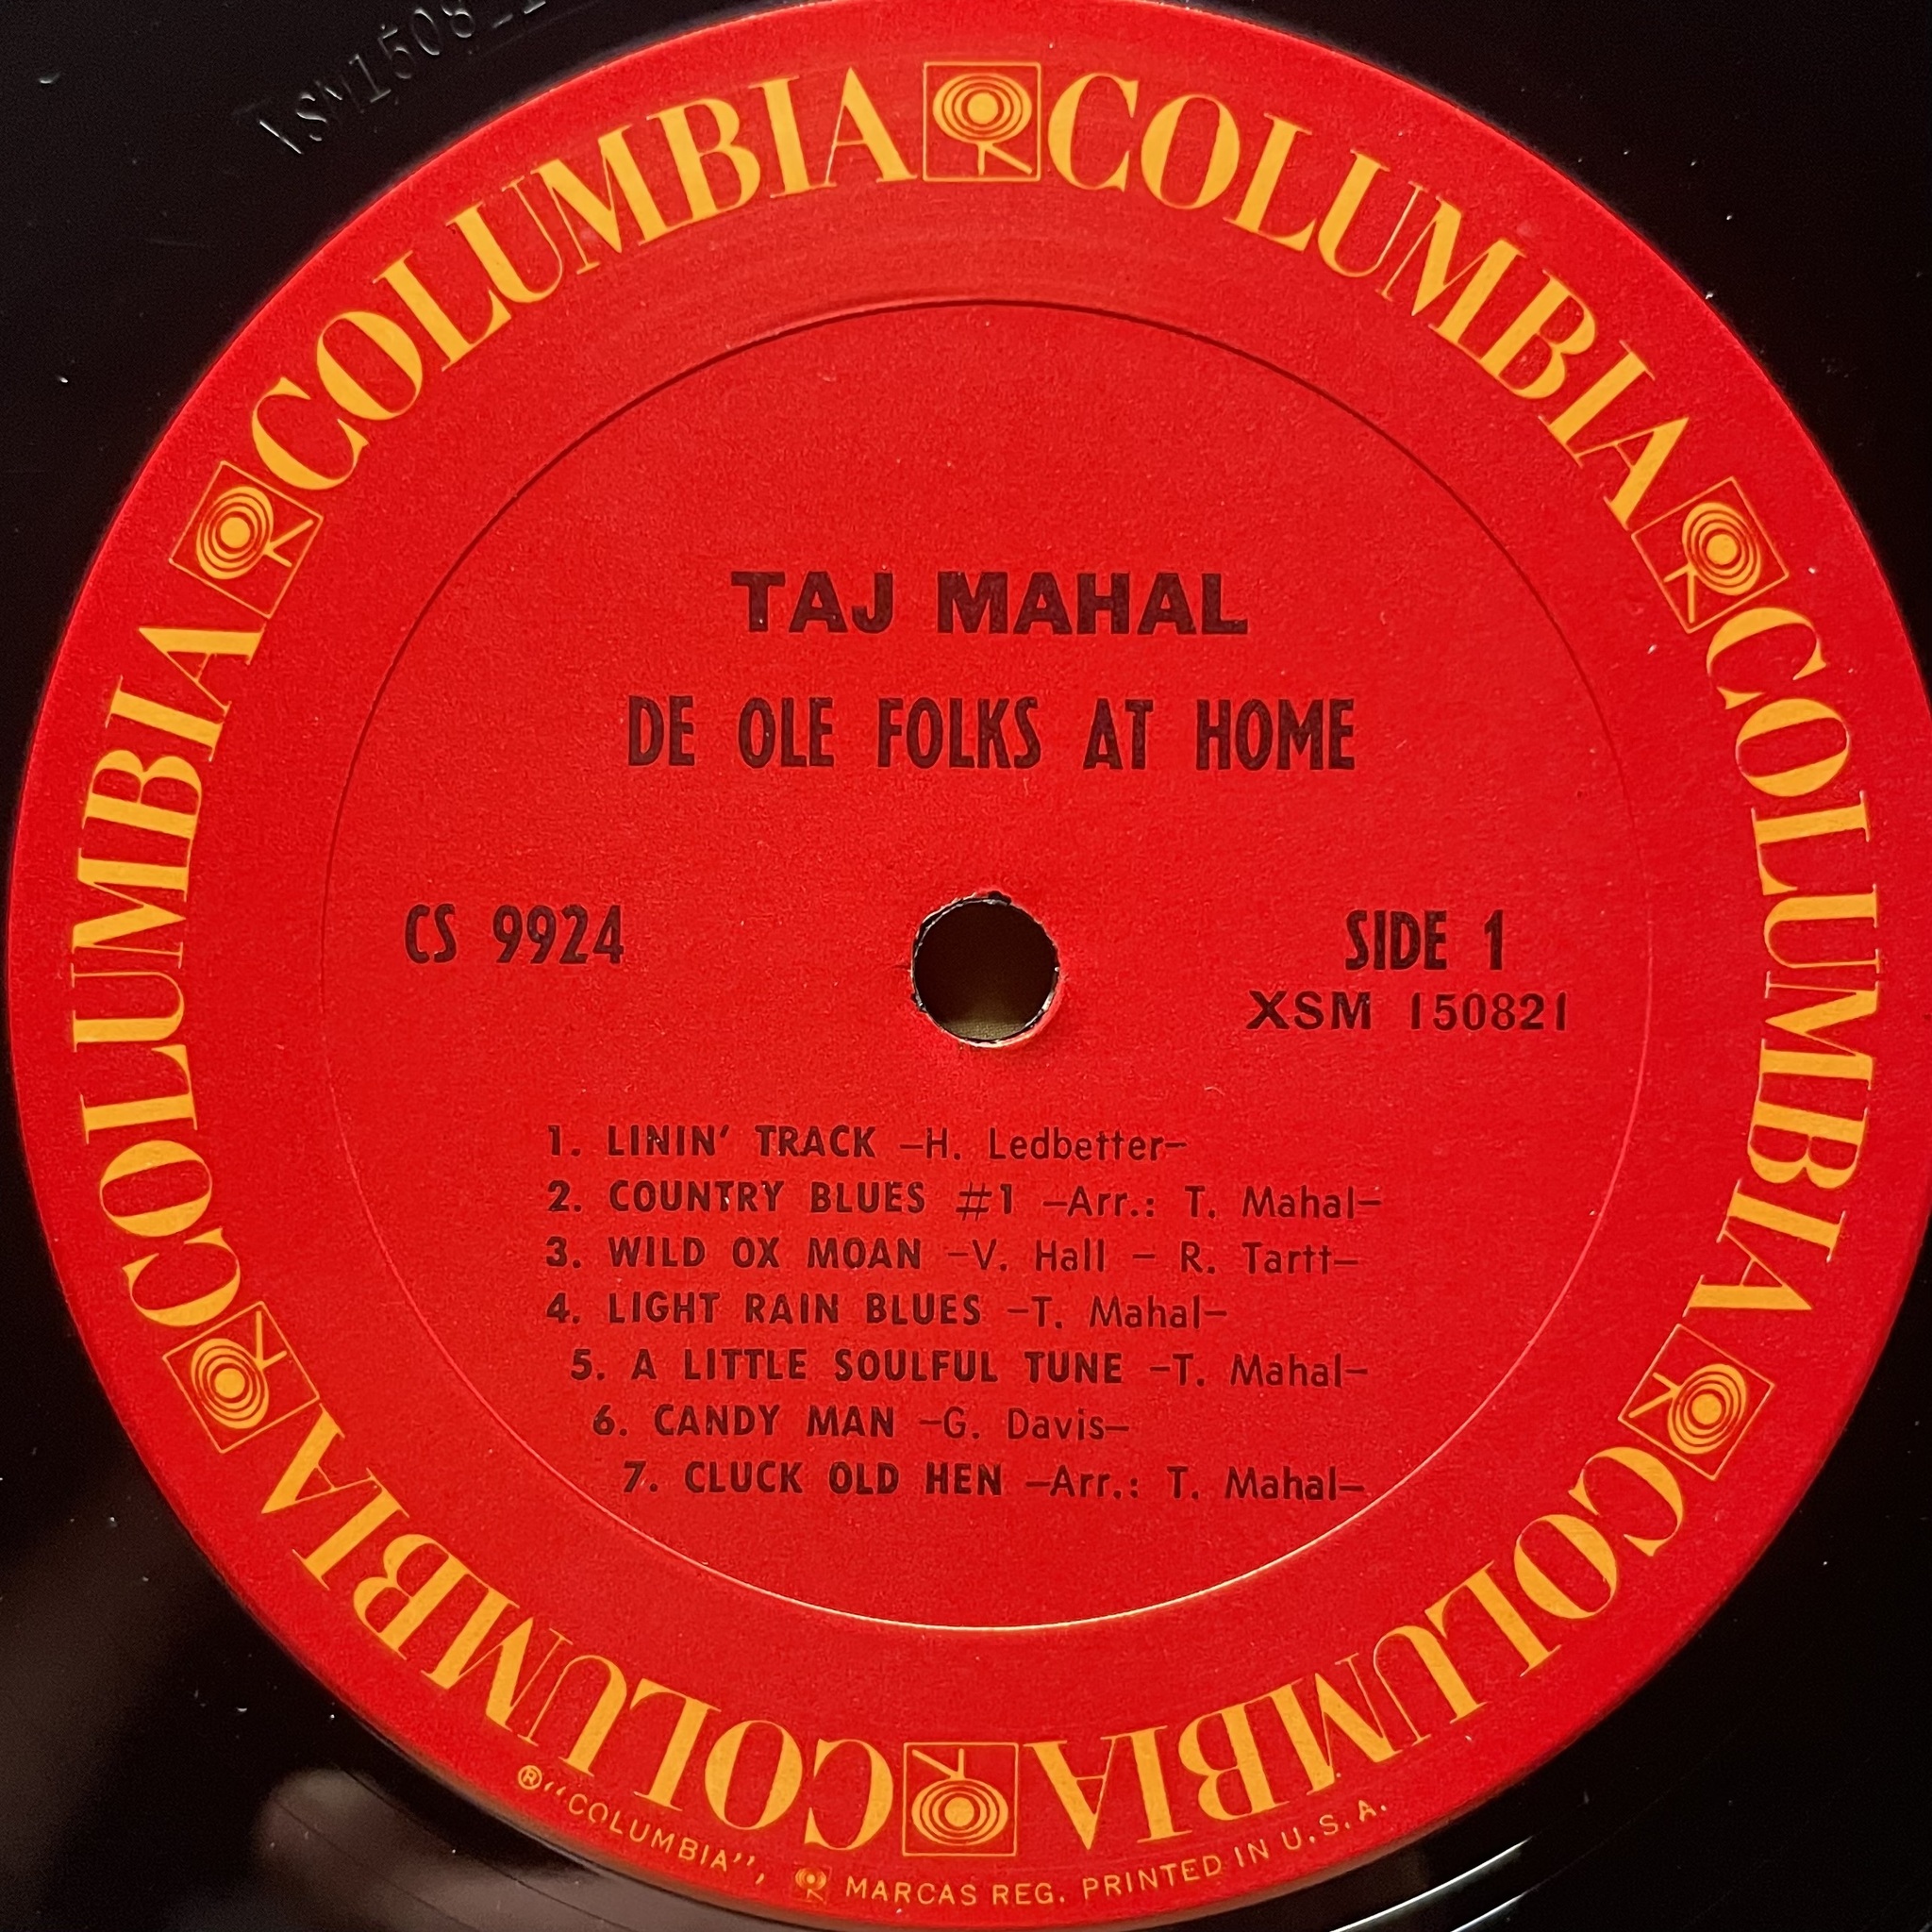 XSM1508
COLUMBIA COLUMBIA COLUMBIA COLUMBIA COLUMBIA COLUMBIA
TAJ MAHAL
DE OLE FOLKS AT HOME
CS 9924
SIDE 1
XSM 150821
1. LININ' TRACK –H. Ledbetter–
2. COUNTRY BLUES #1 –Arr.: T. Mahal–
3. WILD OX MOAN –V. Hall – R. Tartt–
4. LIGHT RAIN BLUES –T. Mahal–
5. A LITTLE SOULFUL TUNE –T. Mahal–
6. CANDY MAN –G. Davis–
7. CLUCK OLD HEN –Arr.: T. Mahal–
®"COLUMBIA", MARCAS REG. PRINTED IN U.S.A.